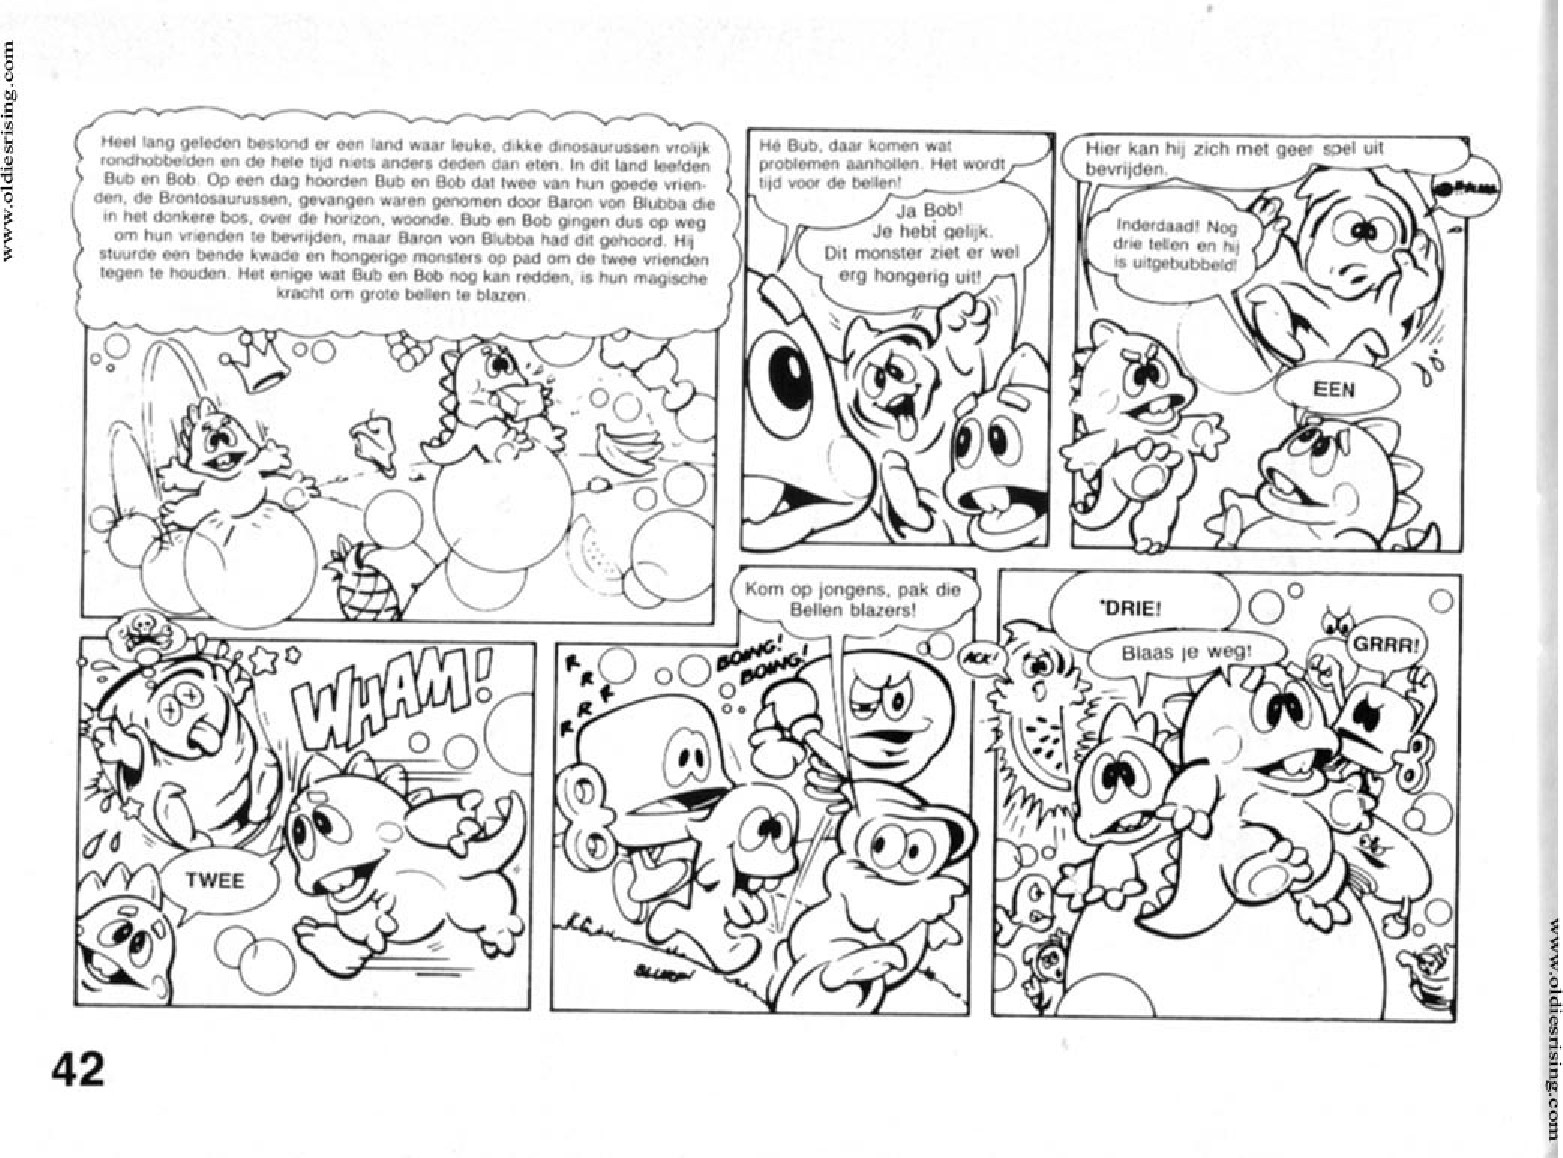 www.oldiesrising.com
Heel lang geleden bestond er een land waar leuke, dikke dinosaurussen vrolijk
rondhobbelden en de hele tijd niets anders deden dan eten. In dit land leefden
Bub en Bob. Op een dag hoorden Bub en Bob dat twee van hun goede vrien-
den, de Brontosaurussen, gevangen waren genomen door Baron von Blubba die
in het donkere bos, over de horizon, woonde. Bub en Bob gingen dus op weg
om hun vrienden te bevrijden, maar Baron von Blubba had dit gehoord. Hij
stuurde een bende kwade en hongerige monsters op pad om de twee vrienden
tegen te houden. Het enige wat Bub en Bob nog kan redden, is hun magische
kracht om grote bellen te blazen.
Hé Bub, daar komen wat
problemen aanhollen. Het wordt
tijd voor de bellen!
Ja Bob!
Je hebt gelijk.
Dit monster ziet er wel
erg hongerig uit!
Hier kan hij zich met geen spel uit
bevrijden.
Inderdaad! Nog
drie tellen en hij
is uitgebubbeld!
EEN
WHAM!
TWEE
Kom op jongens, pak die
Bellen blazers!
BOING!
BOING!
R
R
R
R
R
R
BLURP!
'DRIE!
Blaas je weg!
ACK!
GRRR!
42
www.oldiesrising.com